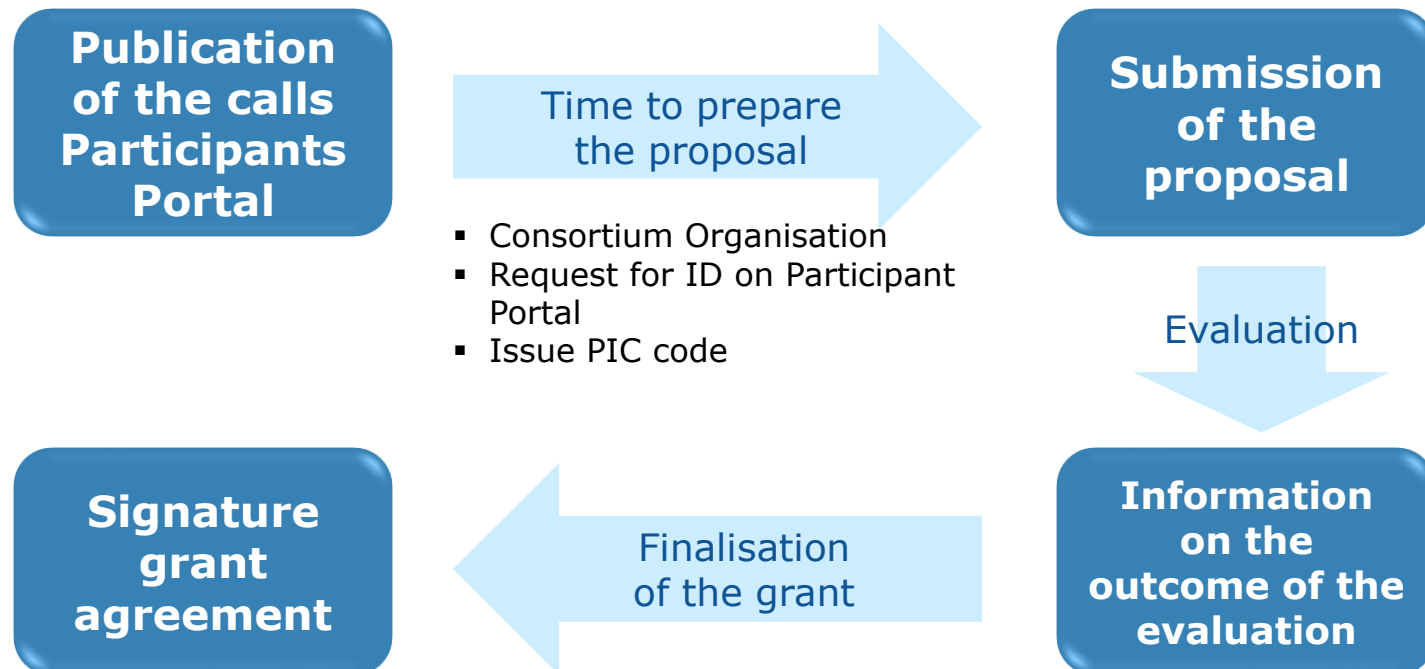 Publication
of the calls
Participants
Portal
Time to prepare
the proposal
▪ Consortium Organisation
▪ Request for ID on Participant
Portal
▪ Issue PIC code
Submission
of the
proposal
Evaluation
Information
on the
outcome of the
evaluation
Finalisation
of the grant
Signature
grant
agreement